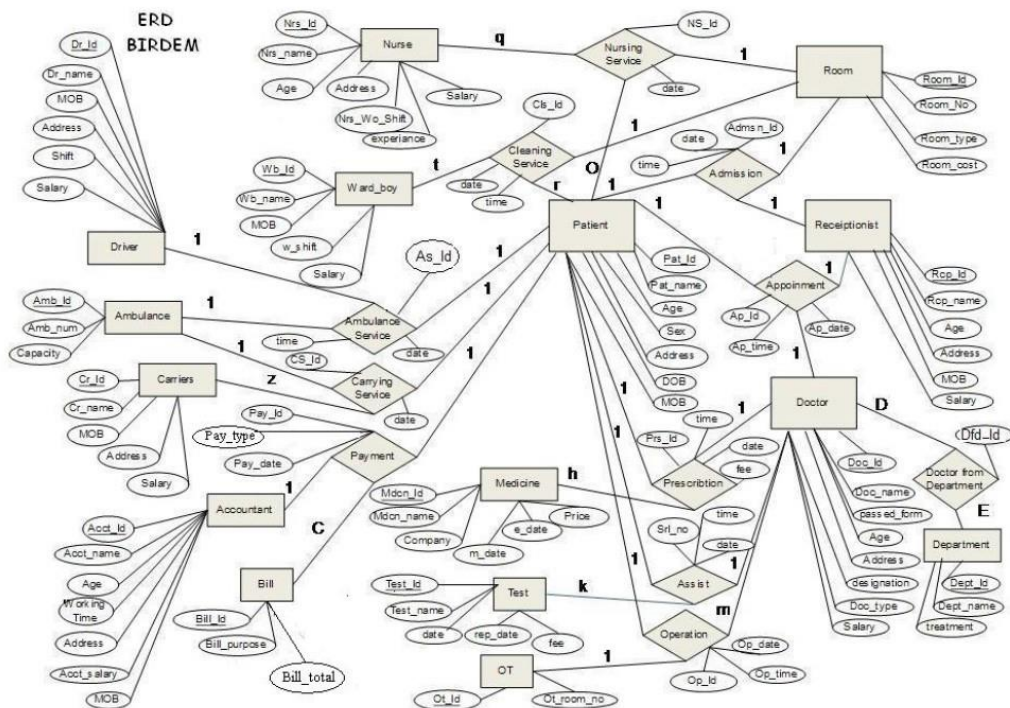 ERD
BIRDEM
Dr_Id
Dr_name
MOB
Address
Shift
Salary
Driver
1
Nrs_Id
Nrs_name
Age
Address
Nrs_Wo_Shift
experiance
Salary
Nurse
q
Nursing
Service
NS_Id
date
1
Room
Room_Id
Room_No
Room_type
Room_cost
Wb_Id
Wb_name
MOB
w_shift
Salary
Ward_boy
t
Cls_Id
Cleaning
Service
date
time
1
r
O
date
Admsn_Id
time
Admission
1
1
1
Patient
Pat_Id
Pat_name
Age
Sex
Address
DOB
MOB
Receiptionist
Rcp_Id
Rcp_name
Age
Address
MOB
Salary
1
1
Appoinment
Ap_Id
Ap_time
Ap_date
1
Amb_Id
Amb_num
Capacity
Ambulance
1
1
As_Id
Ambulance
Service
time
date
1
Cr_Id
Cr_name
MOB
Address
Salary
Carriers
z
CS_Id
Carrying
Service
date
1
Pay_Id
Pay_type
Pay_date
Payment
1
Accountant
1
Acct_Id
Acct_name
Age
Working
Time
Address
Acct_salary
MOB
C
Bill
Bill_Id
Bill_purpose
Bill_total
Doctor
Doc_Id
Doc_name
passed_form
Age
Address
designation
Doc_type
Salary
D
Dfd_Id
Doctor from
Department
E
Department
Dept_Id
Dept_name
treatment
1
1
Prs_Id
time
date
fee
Prescribtion
Medicine
Mdcn_Id
Mdcn_name
Company
m_date
e_date
Price
h
Srl_no
time
date
Assist
1
1
Test
Test_Id
Test_name
date
rep_date
fee
k
m
Operation
Op_date
Op_time
Op_Id
OT
1
Ot_Id
Ot_room_no